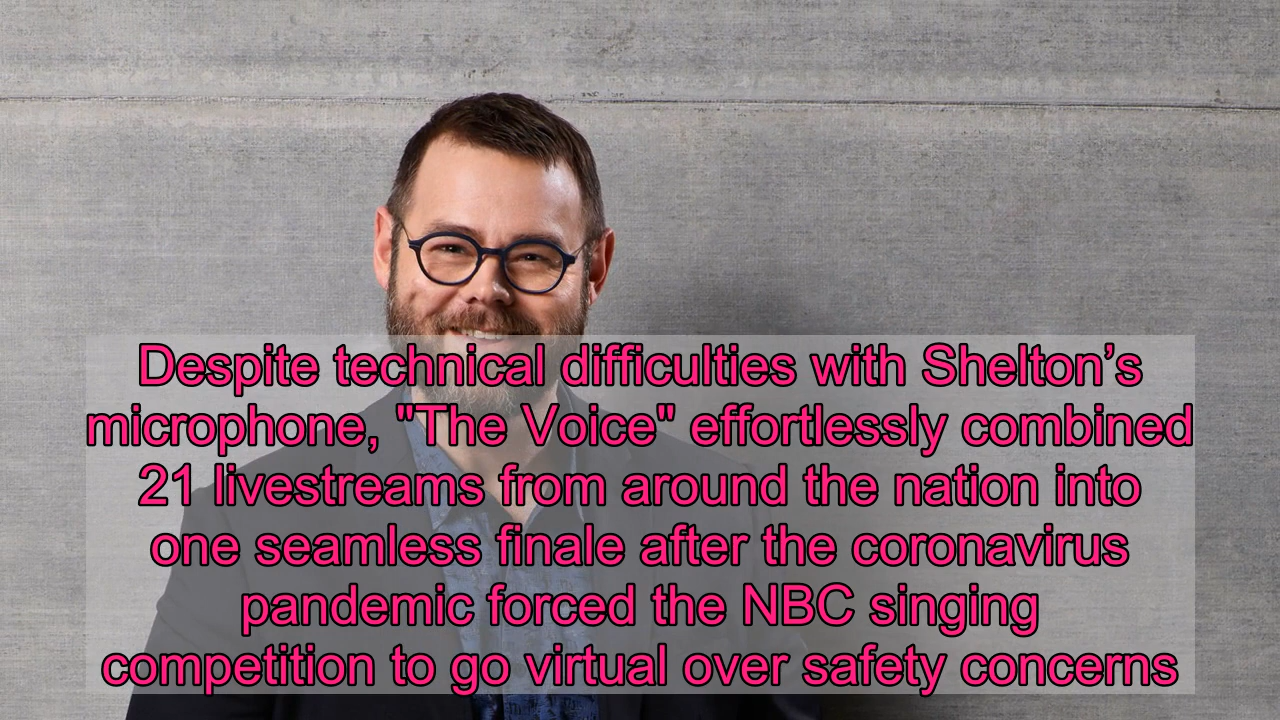 Despite technical difficulties with Shelton’s
microphone, "The Voice" effortlessly combined
21 livestreams from around the nation into
one seamless finale after the coronavirus
pandemic forced the NBC singing
competition to go virtual over safety concerns